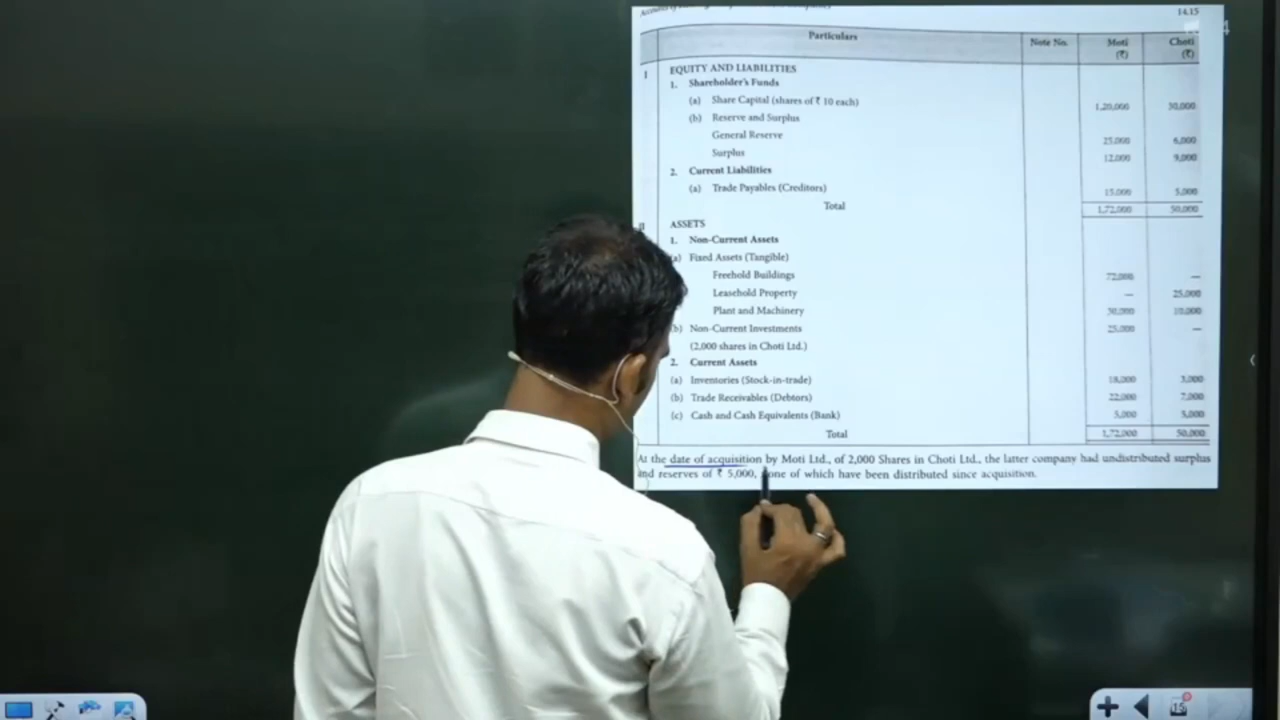 14.15
Particulars Note No. Moti (₹) Choti (₹)
I EQUITY AND LIABILITIES
1. Shareholder's Funds
(a) Share Capital (shares of ₹ 10 each) 1,20,000 30,000
(b) Reserve and Surplus
General Reserve 25,000 6,000
Surplus 12,000 9,000
2. Current Liabilities
(a) Trade Payables (Creditors) 15,000 5,000
Total 1,72,000 50,000
II ASSETS
1. Non-Current Assets
(a) Fixed Assets (Tangible)
Freehold Buildings 72,000 —
Leasehold Property — 25,000
Plant and Machinery 30,000 10,000
(b) Non-Current Investments 25,000 —
(2,000 shares in Choti Ltd.)
2. Current Assets
(a) Inventories (Stock-in-trade) 18,000 3,000
(b) Trade Receivables (Debtors) 22,000 7,000
(c) Cash and Cash Equivalents (Bank) 5,000 5,000
Total 1,72,000 50,000
At the date of acquisition by Moti Ltd., of 2,000 Shares in Choti Ltd., the latter company had undistributed surplus
and reserves of ₹ 5,000, none of which have been distributed since acquisition.
15